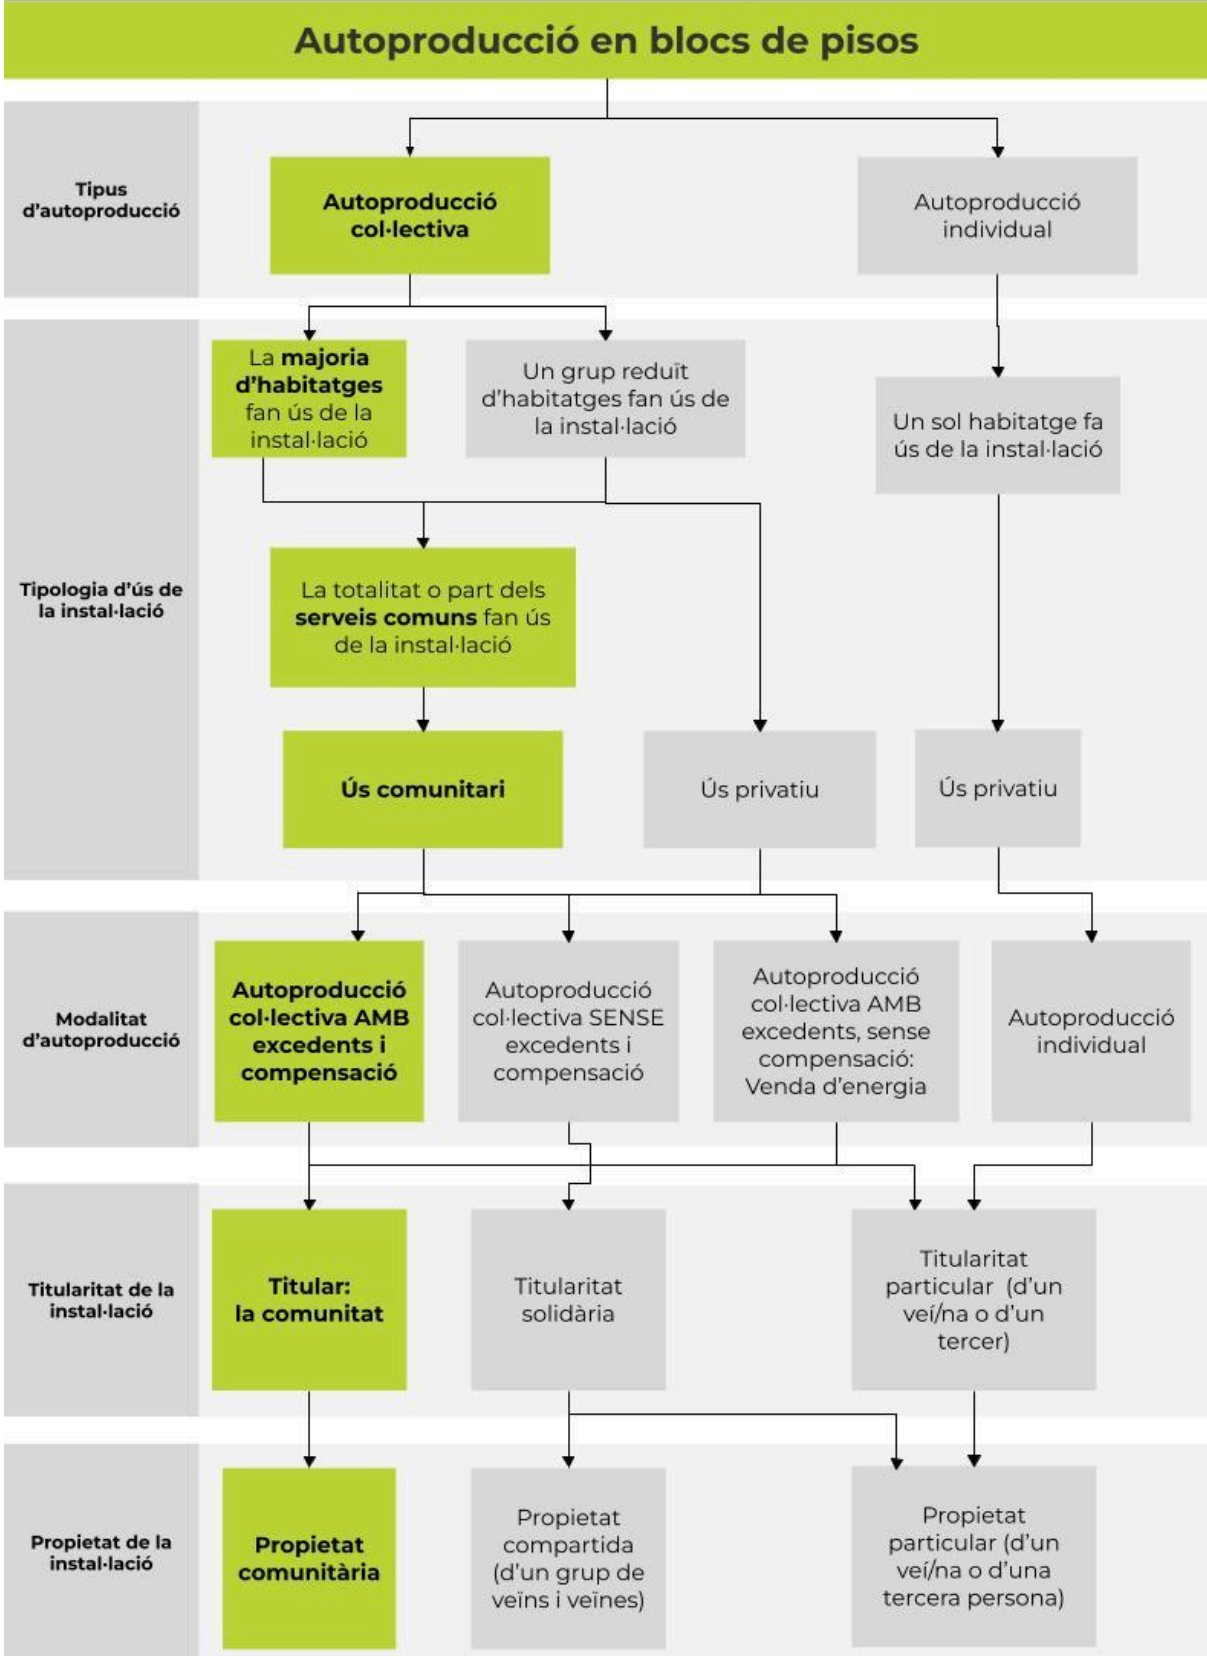 Autoproducció en blocs de pisos
Tipus
d'autoproducció
Autoproducció
col·lectiva
Autoproducció
individual
Tipologia d'ús de
la instal·lació
La majoria
d'habitatges
fan ús de la
instal·lació
Un grup reduït
d'habitatges fan ús de
la instal·lació
Un sol habitatge fa
ús de la instal·lació
La totalitat o part dels
serveis comuns fan ús
de la instal·lació
Ús comunitari
Ús privatiu
Ús privatiu
Modalitat
d'autoproducció
Autoproducció
col·lectiva AMB
excedents i
compensació
Autoproducció
col·lectiva SENSE
excedents i
compensació
Autoproducció
col·lectiva AMB
excedents, sense
compensació:
Venda d'energia
Autoproducció
individual
Titularitat de la
instal·lació
Titular:
la comunitat
Titularitat
solidària
Titularitat
particular (d'un
veí/na o d'un
tercer)
Propietat de la
instal·lació
Propietat
comunitària
Propietat
compartida
(d'un grup de
veïns i veïnes)
Propietat
particular (d'un
veí/na o d'una
tercera persona)